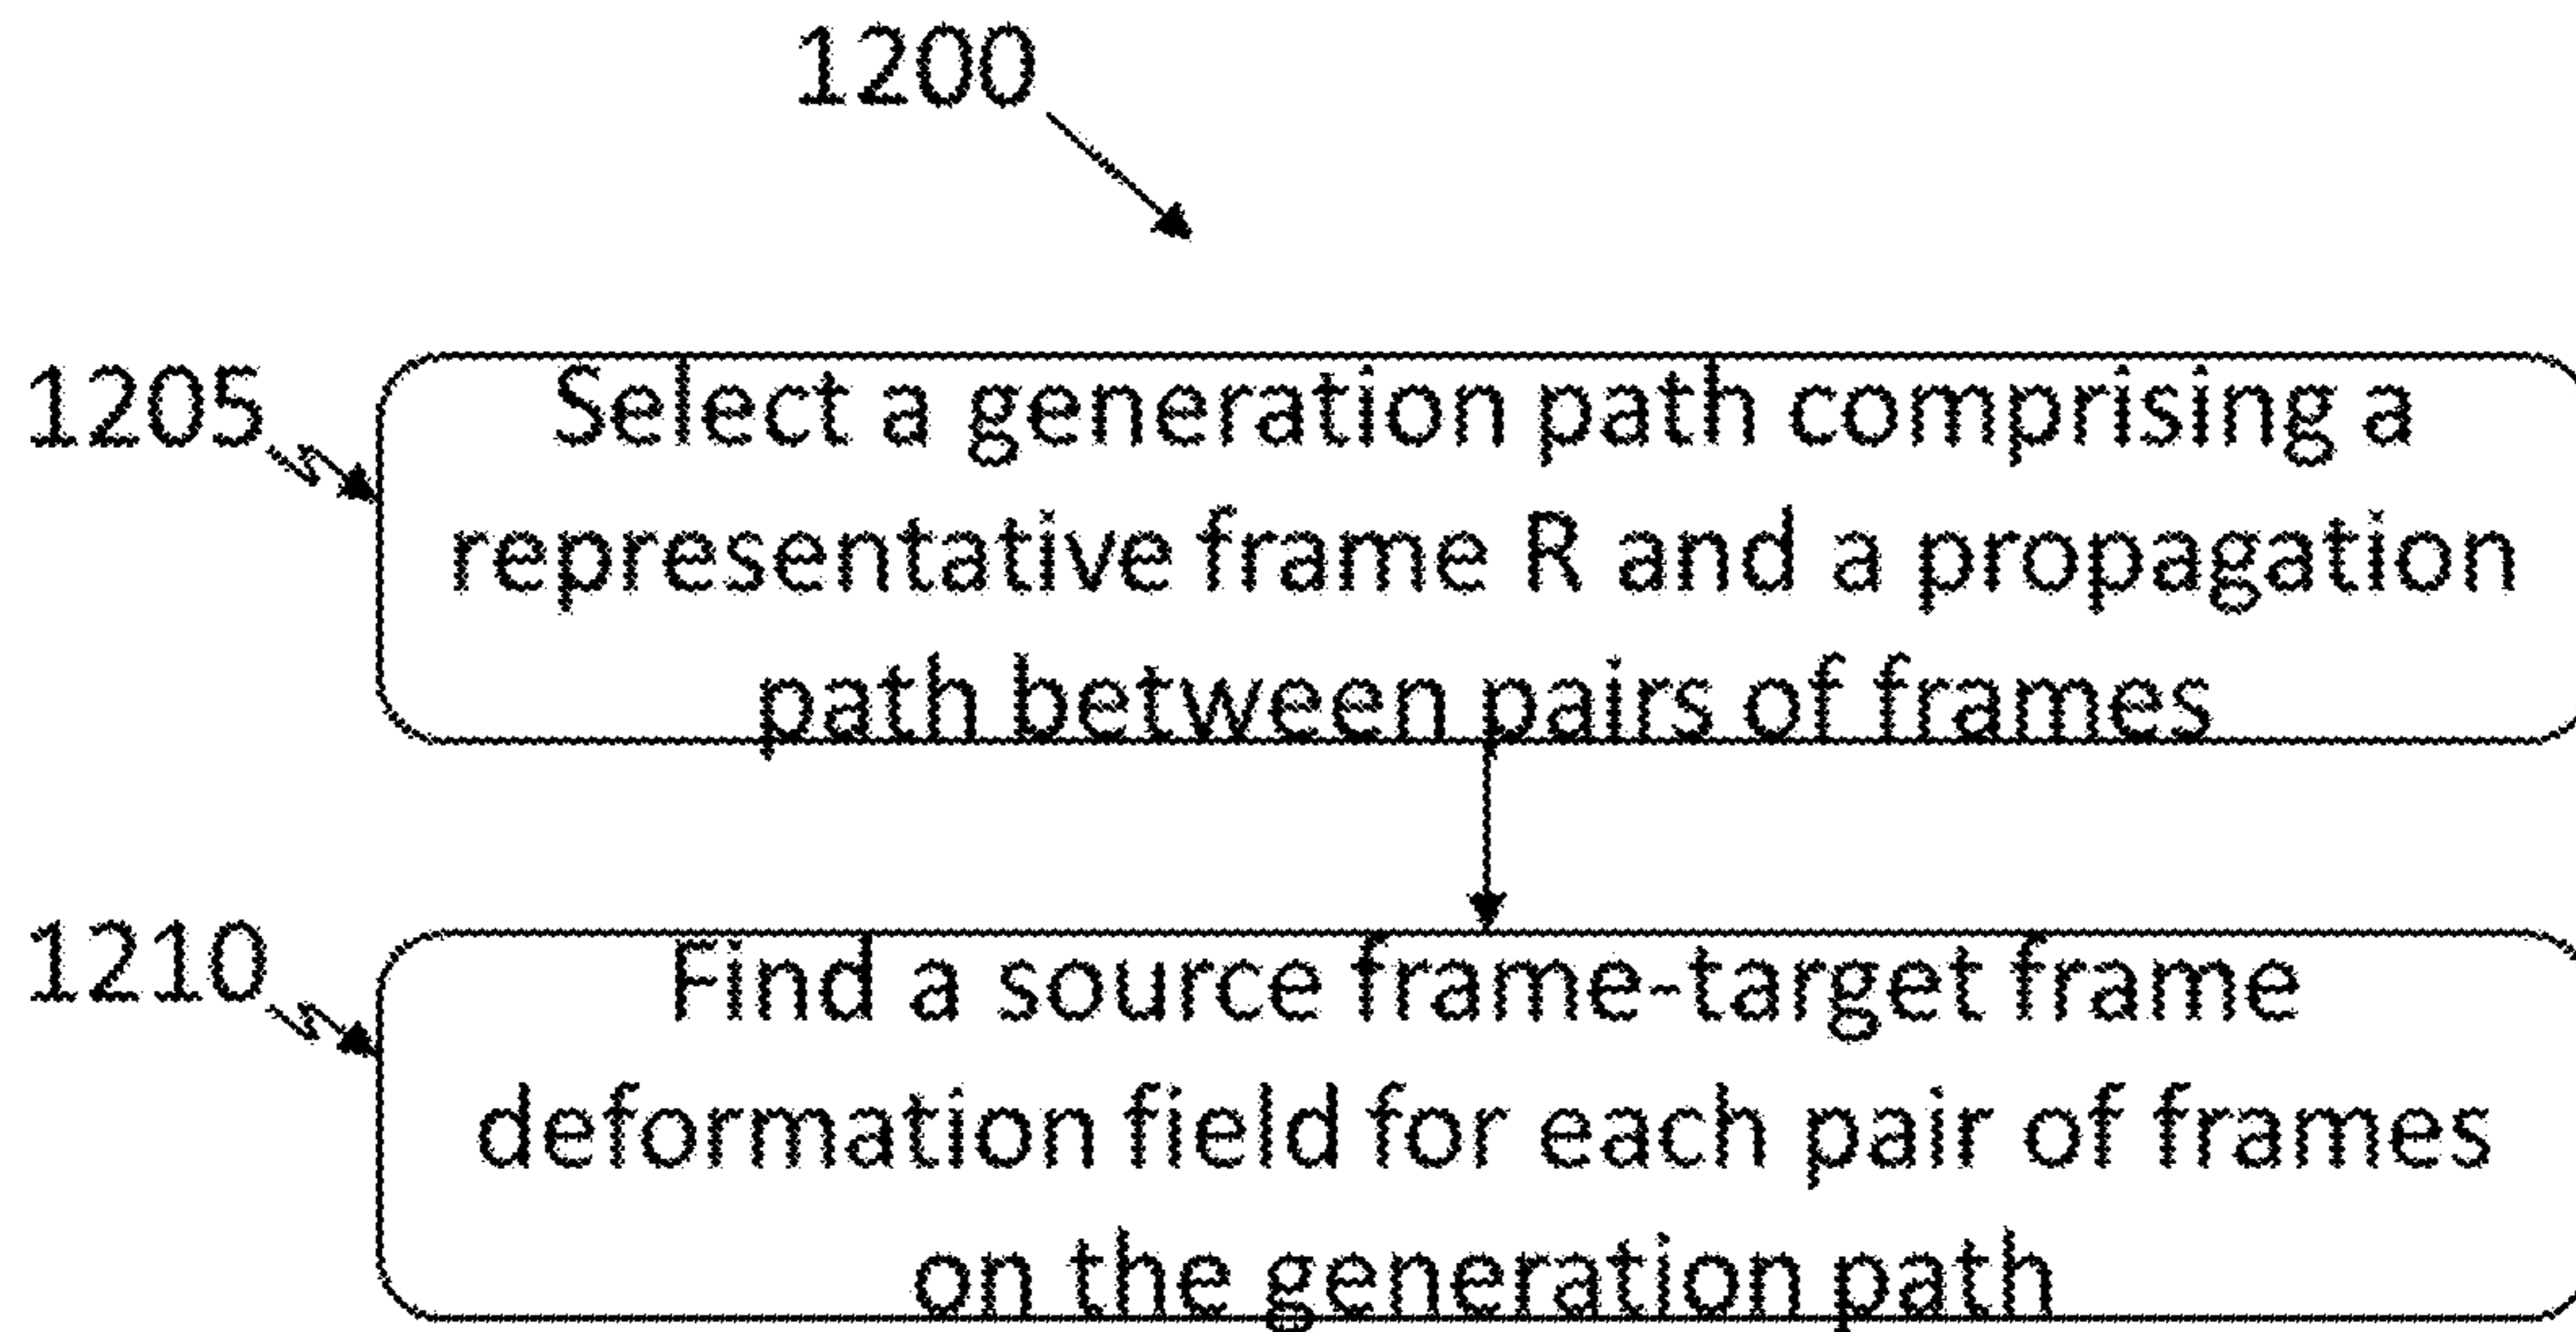 1200
1205
Select a generation path comprising a
representative frame R and a propagation
path between pairs of frames
1210
Find a source frame-target frame
deformation field for each pair of frames
on the generation path